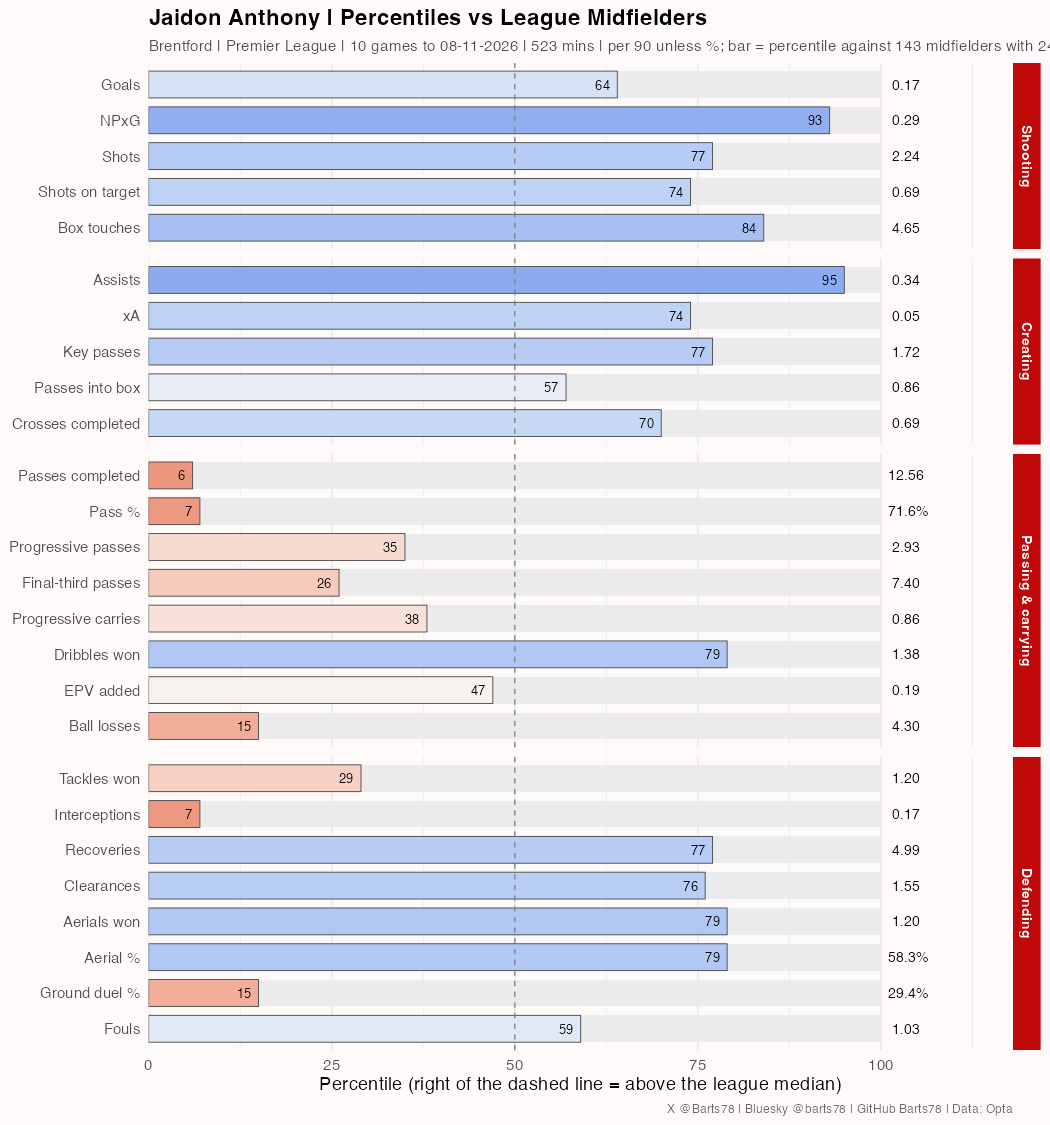 Jaidon Anthony | Percentiles vs League Midfielders
Brentford | Premier League | 10 games to 08-11-2026 | 523 mins | per 90 unless %; bar = percentile against 143 midfielders with 24
Goals 64 0.17
NPxG 93 0.29
Shots 77 2.24
Shots on target 74 0.69
Box touches 84 4.65
Shooting
Assists 95 0.34
xA 74 0.05
Key passes 77 1.72
Passes into box 57 0.86
Crosses completed 70 0.69
Creating
Passes completed 6 12.56
Pass % 7 71.6%
Progressive passes 35 2.93
Final-third passes 26 7.40
Progressive carries 38 0.86
Dribbles won 79 1.38
EPV added 47 0.19
Ball losses 15 4.30
Passing & carrying
Tackles won 29 1.20
Interceptions 7 0.17
Recoveries 77 4.99
Clearances 76 1.55
Aerials won 79 1.20
Aerial % 79 58.3%
Ground duel % 15 29.4%
Fouls 59 1.03
Defending
0 25 50 75 100
Percentile (right of the dashed line = above the league median)
X @Barts78 | Bluesky @barts78 | GitHub Barts78 | Data: Opta